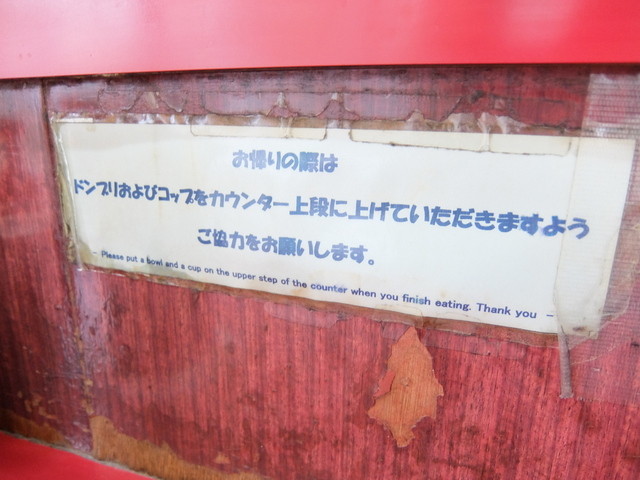 お帰りの際は
ドンブリおよびコップをカウンター上段に上げていただきますよう
ご協力をお願いします。
- Please put a bowl and a cup on the upper step of the counter when you finish eating. Thank you -